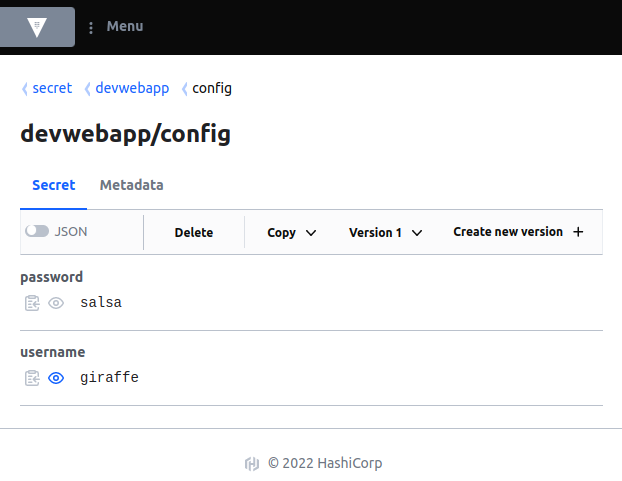 Menu
secret devwebapp config
devwebapp/config
Secret Metadata
JSON Delete Copy Version 1 Create new version +
password
salsa
username
giraffe
© 2022 HashiCorp